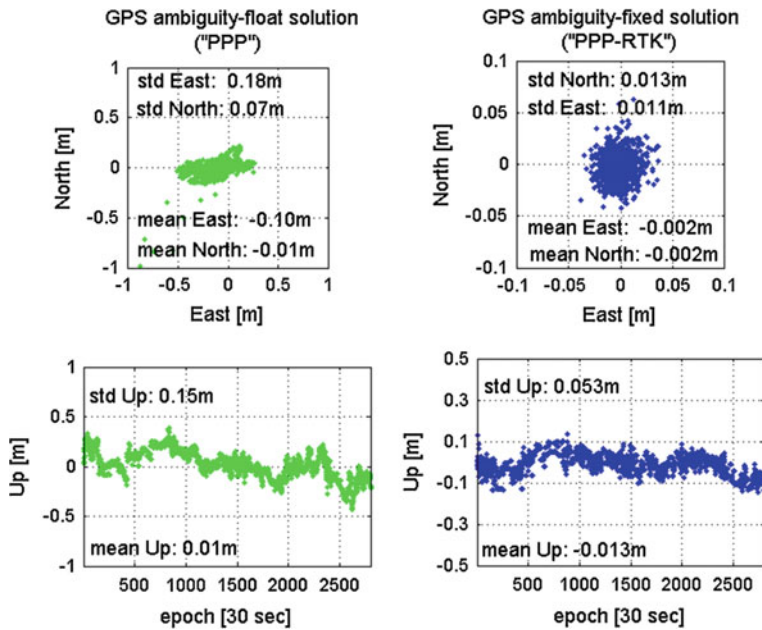 GPS ambiguity-float solution
("PPP")
1
0.5
0
-0.5
-1
North [m]
std East: 0.18m
std North: 0.07m
mean East: -0.10m
mean North: -0.01m
-1 -0.5 0 0.5 1
East [m]
GPS ambiguity-fixed solution
("PPP-RTK")
0.1
0.05
0
-0.05
-0.1
North [m]
std North: 0.013m
std East: 0.011m
mean East: -0.002m
mean North: -0.002m
-0.1 -0.05 0 0.05 0.1
East [m]
1
0.5
0
-0.5
-1
Up [m]
std Up: 0.15m
mean Up: 0.01m
500 1000 1500 2000 2500
epoch [30 sec]
0.5
0.3
0.1
-0.1
-0.3
-0.5
Up [m]
std Up: 0.053m
mean Up: -0.013m
500 1000 1500 2000 2500
epoch [30 sec]